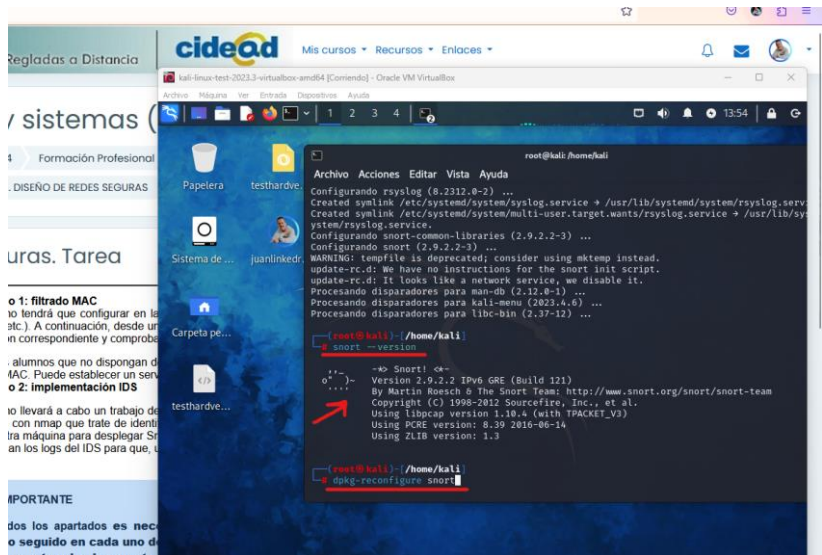 Regladas a Distancia
cidead
Mis cursos Recursos Enlaces
kali-linux-test-2023.3-virtualbox-amd64 [Corriendo] - Oracle VM VirtualBox
Archivo Máquina Ver Entrada Dispositivos Ayuda
1 2 3 4
13:54
y sistemas (
4 Formación Profesional
. DISEÑO DE REDES SEGURAS
uras. Tarea
o 1: filtrado MAC
no tendrá que configurar en la
etc.). A continuación, desde un
ón correspondiente y comproba
alumnos que no dispongan d
MAC. Puede establecer un serv
o 2: implementación IDS
no llevará a cabo un trabajo de
con nmap que trate de identi
tra máquina para desplegar Sn
an los logs del IDS para que, u
MPORTANTE
dos los apartados es nece
o seguido en cada uno d
Papelera
testhardve...
Sistema de ...
juanlinkedr...
Carpeta pe...
testhardve...
root@kali: /home/kali
Archivo Acciones Editar Vista Ayuda
Configurando rsyslog (8.2312.0-2) ...
Created symlink /etc/systemd/system/syslog.service → /usr/lib/systemd/system/rsyslog.serv
Created symlink /etc/systemd/system/multi-user.target.wants/rsyslog.service → /usr/lib/sy
ystem/rsyslog.service.
Configurando snort-common-libraries (2.9.2.2-3) ...
Configurando snort (2.9.2.2-3) ...
WARNING: tempfile is deprecated; consider using mktemp instead.
update-rc.d: We have no instructions for the snort init script.
update-rc.d: It looks like a network service, we disable it.
Procesando disparadores para man-db (2.12.0-1) ...
Procesando disparadores para kali-menu (2023.4.6) ...
Procesando disparadores para libc-bin (2.37-12) ...
(root@kali)-[/home/kali]
# snort --version
,,_ -*> Snort! <*-
o" )~ Version 2.9.2.2 IPv6 GRE (Build 121)
'''' By Martin Roesch & The Snort Team: http://www.snort.org/snort/snort-team
Copyright (C) 1998-2012 Sourcefire, Inc., et al.
Using libpcap version 1.10.4 (with TPACKET_V3)
Using PCRE version: 8.39 2016-06-14
Using ZLIB version: 1.3
(root@kali)-[/home/kali]
# dpkg-reconfigure snort